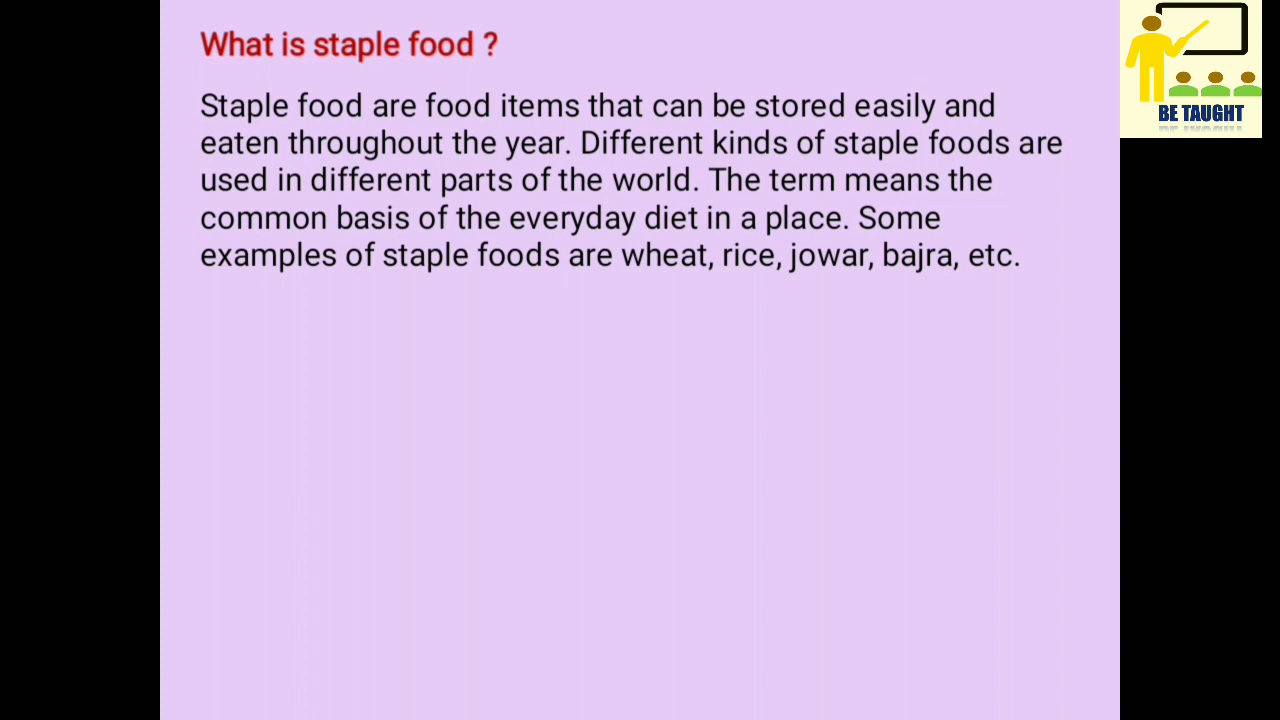 What is staple food ?
Staple food are food items that can be stored easily and
eaten throughout the year. Different kinds of staple foods are
used in different parts of the world. The term means the
common basis of the everyday diet in a place. Some
examples of staple foods are wheat, rice, jowar, bajra, etc.
BE TAUGHT